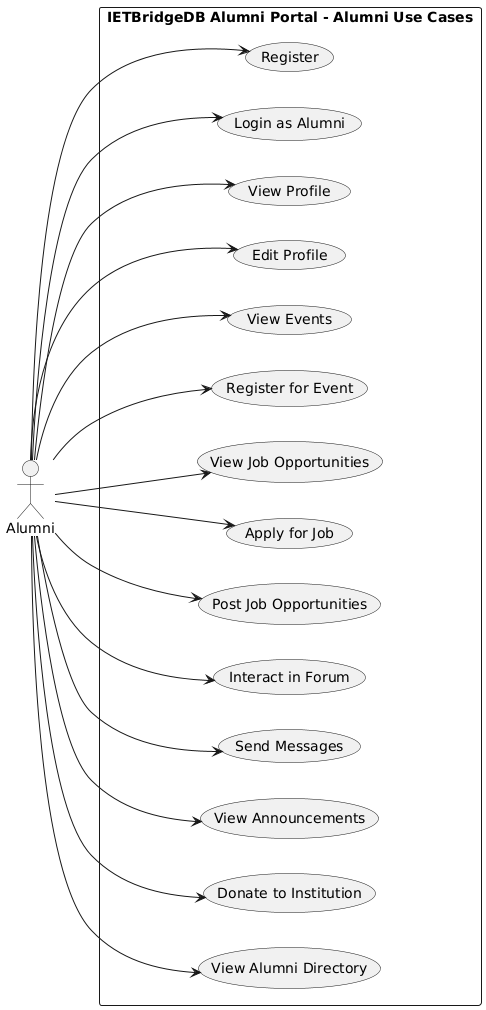 IETBridgeDB Alumni Portal - Alumni Use Cases
Register
Login as Alumni
View Profile
Edit Profile
View Events
Register for Event
View Job Opportunities
Alumni
Apply for Job
Post Job Opportunities
Interact in Forum
Send Messages
View Announcements
Donate to Institution
View Alumni Directory